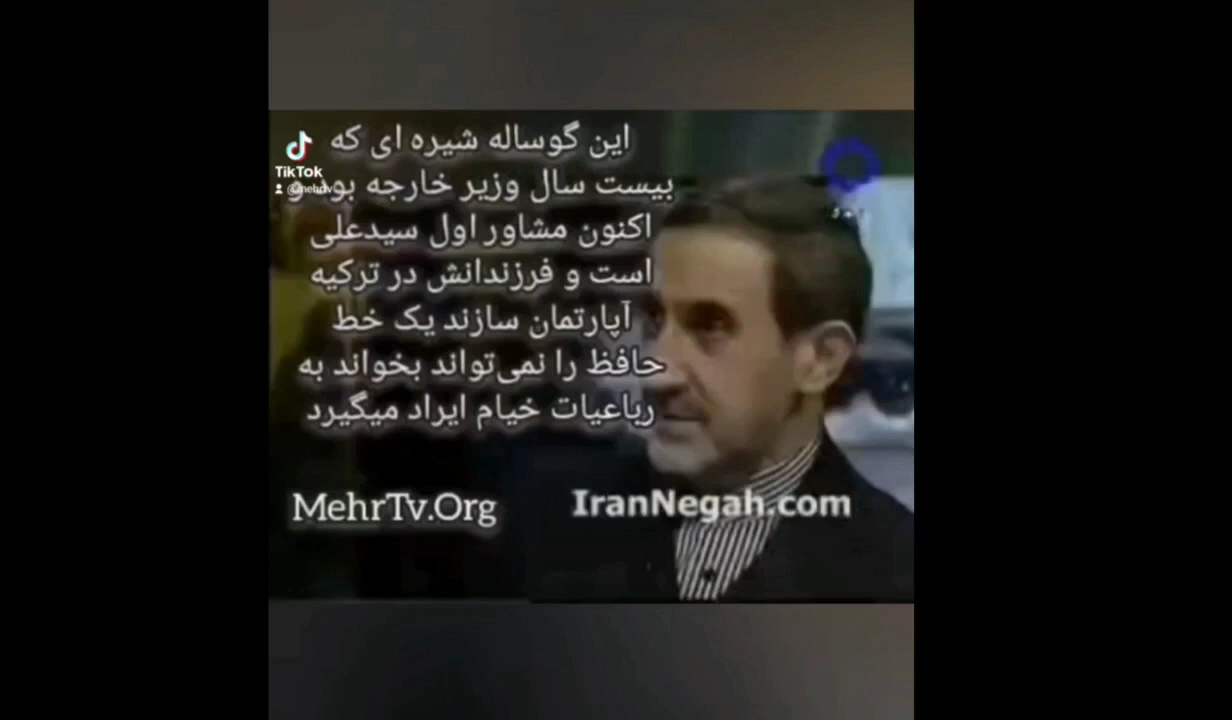 این گوساله شیره ای که
بیست سال وزیر خارجه بود و
اکنون مشاور اول سیدعلی
است و فرزندانش در ترکیه
آپارتمان سازند یک خط
حافظ را نمی‌تواند بخواند به
رباعیات خیام ایراد میگیرد
TikTok
@mehrtv
MehrTv.Org
IranNegah.com